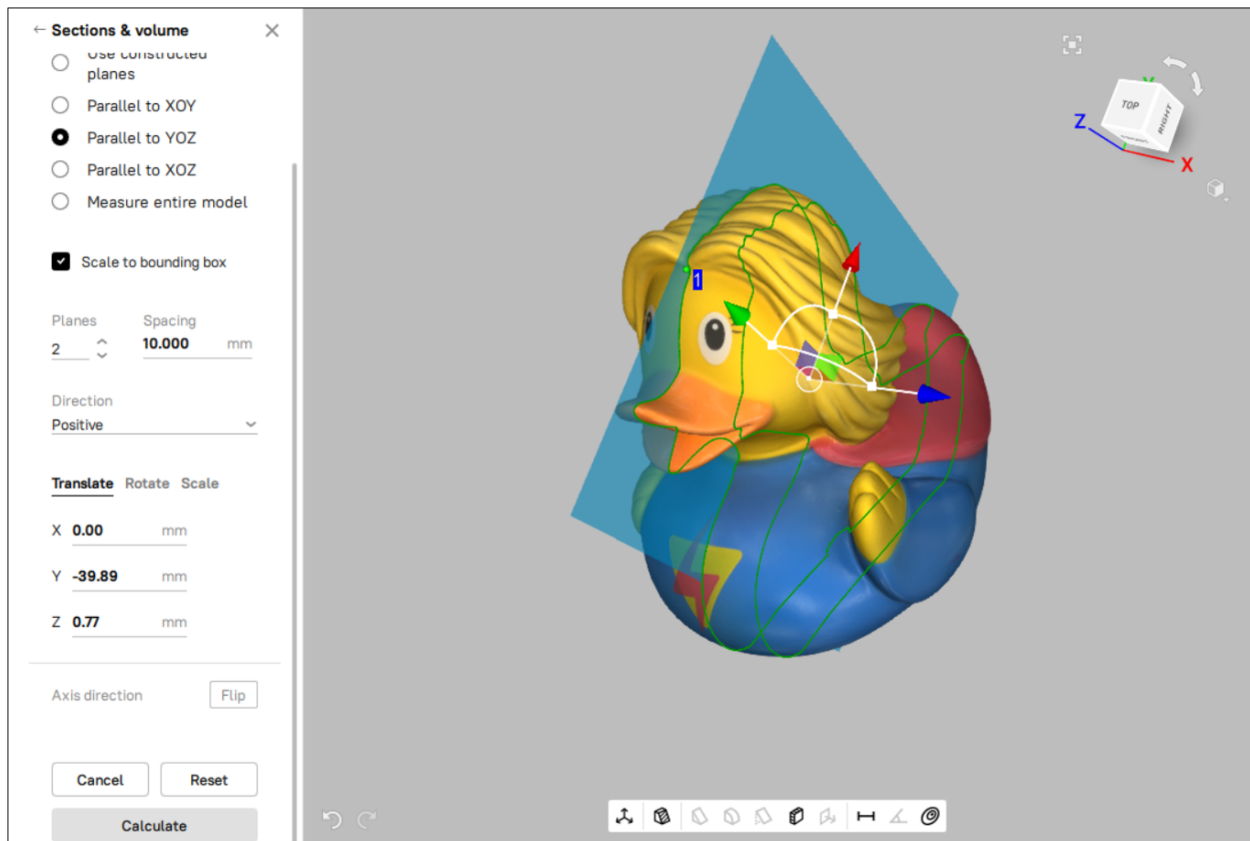 ← Sections & volume
Use constructed
planes
Parallel to XOY
Parallel to YOZ
Parallel to XOZ
Measure entire model
Scale to bounding box
Planes Spacing
2 10.000 mm
Direction
Positive
Translate Rotate Scale
X 0.00 mm
Y -39.89 mm
Z 0.77 mm
Axis direction Flip
Cancel Reset
Calculate
1
Y
TOP
RIGHT
Z
X